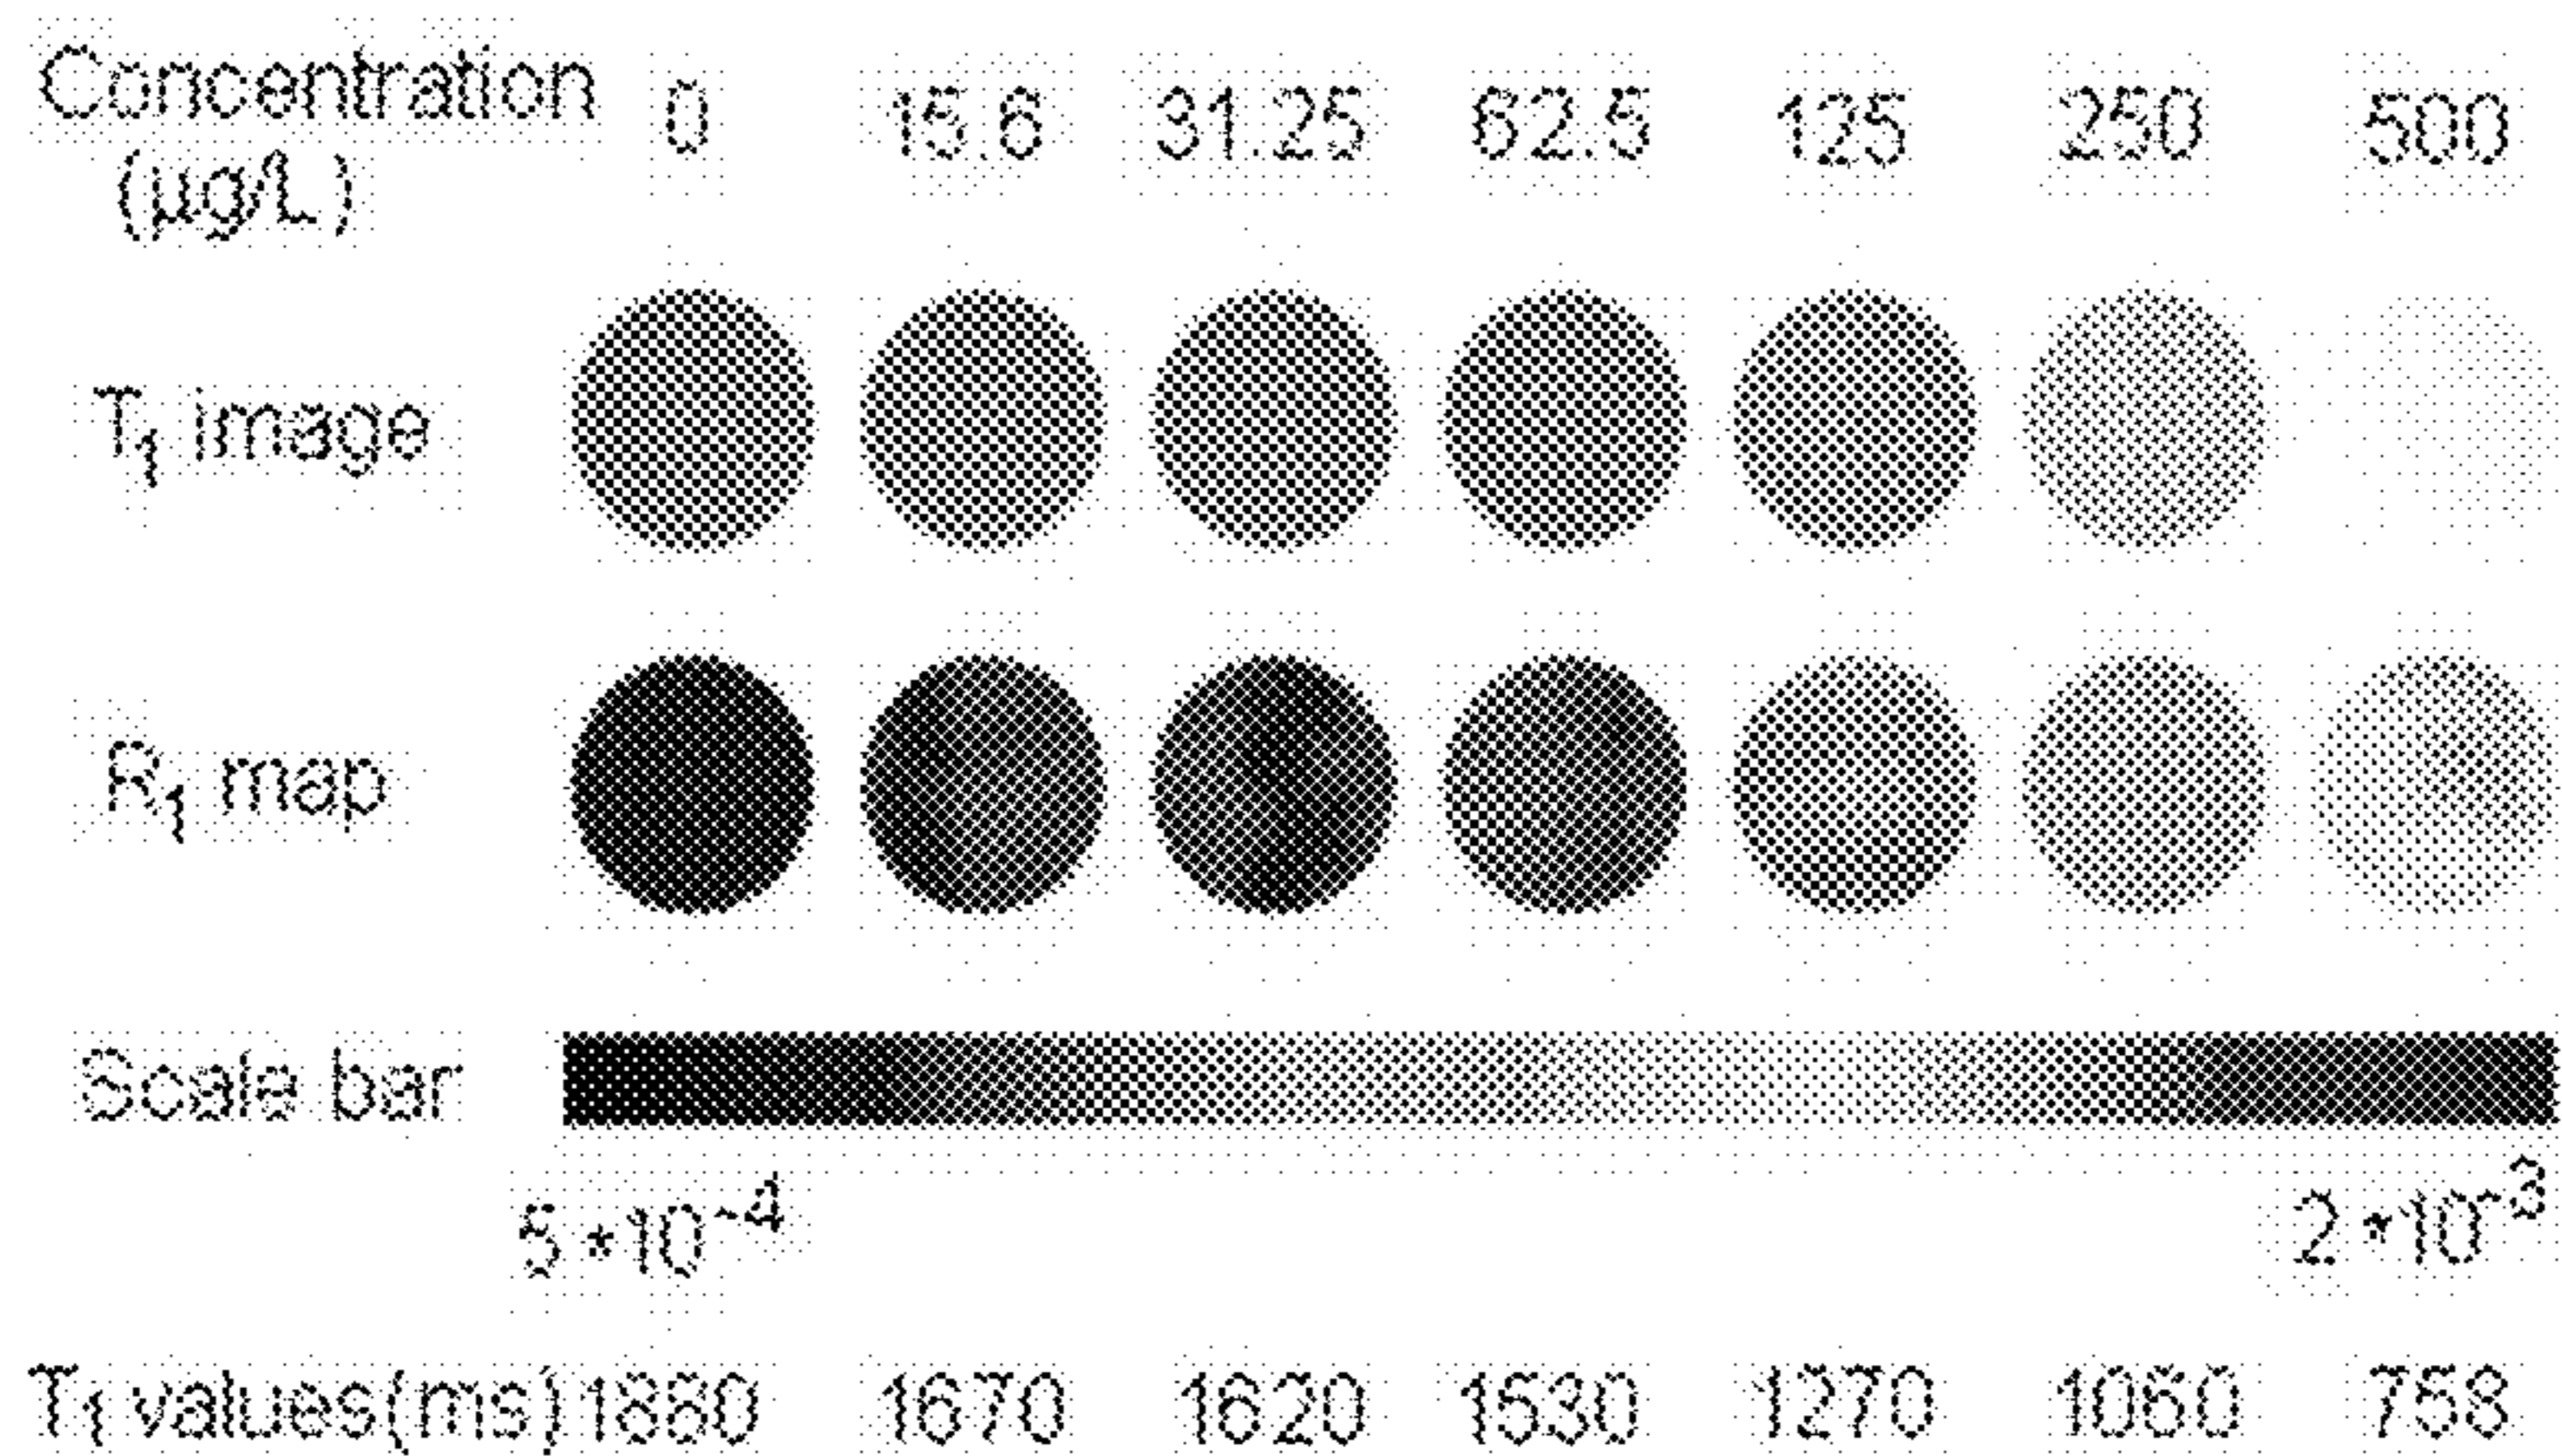 Concentration 0 15.6 31.25 62.5 125 250 500
(µg/L)
T₁ image
R₁ map
Scale bar
5*10⁻⁴ 2*10⁻³
T₁ values(ms) 1880 1670 1620 1530 1270 1060 758